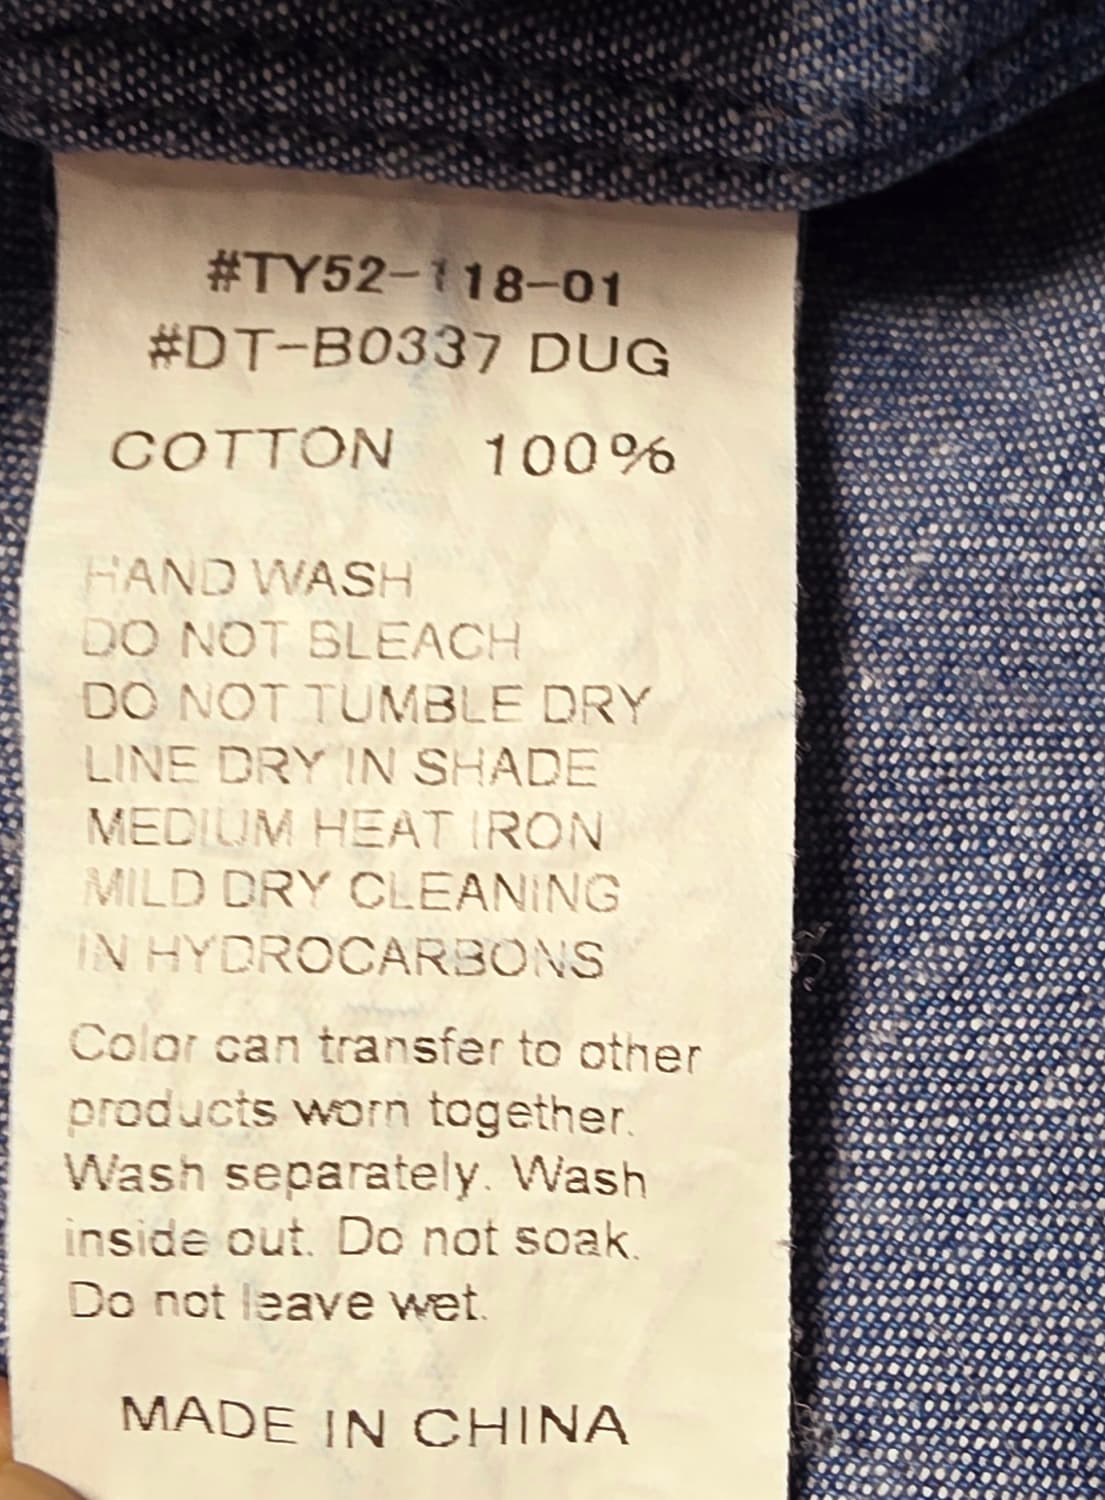 #TY52-118-01
#DT-B0337 DUG
COTTON 100%
HAND WASH
DO NOT BLEACH
DO NOT TUMBLE DRY
LINE DRY IN SHADE
MEDIUM HEAT IRON
MILD DRY CLEANING
IN HYDROCARBONS
Color can transfer to other
products worn together.
Wash separately. Wash
inside out. Do not soak.
Do not leave wet.
MADE IN CHINA